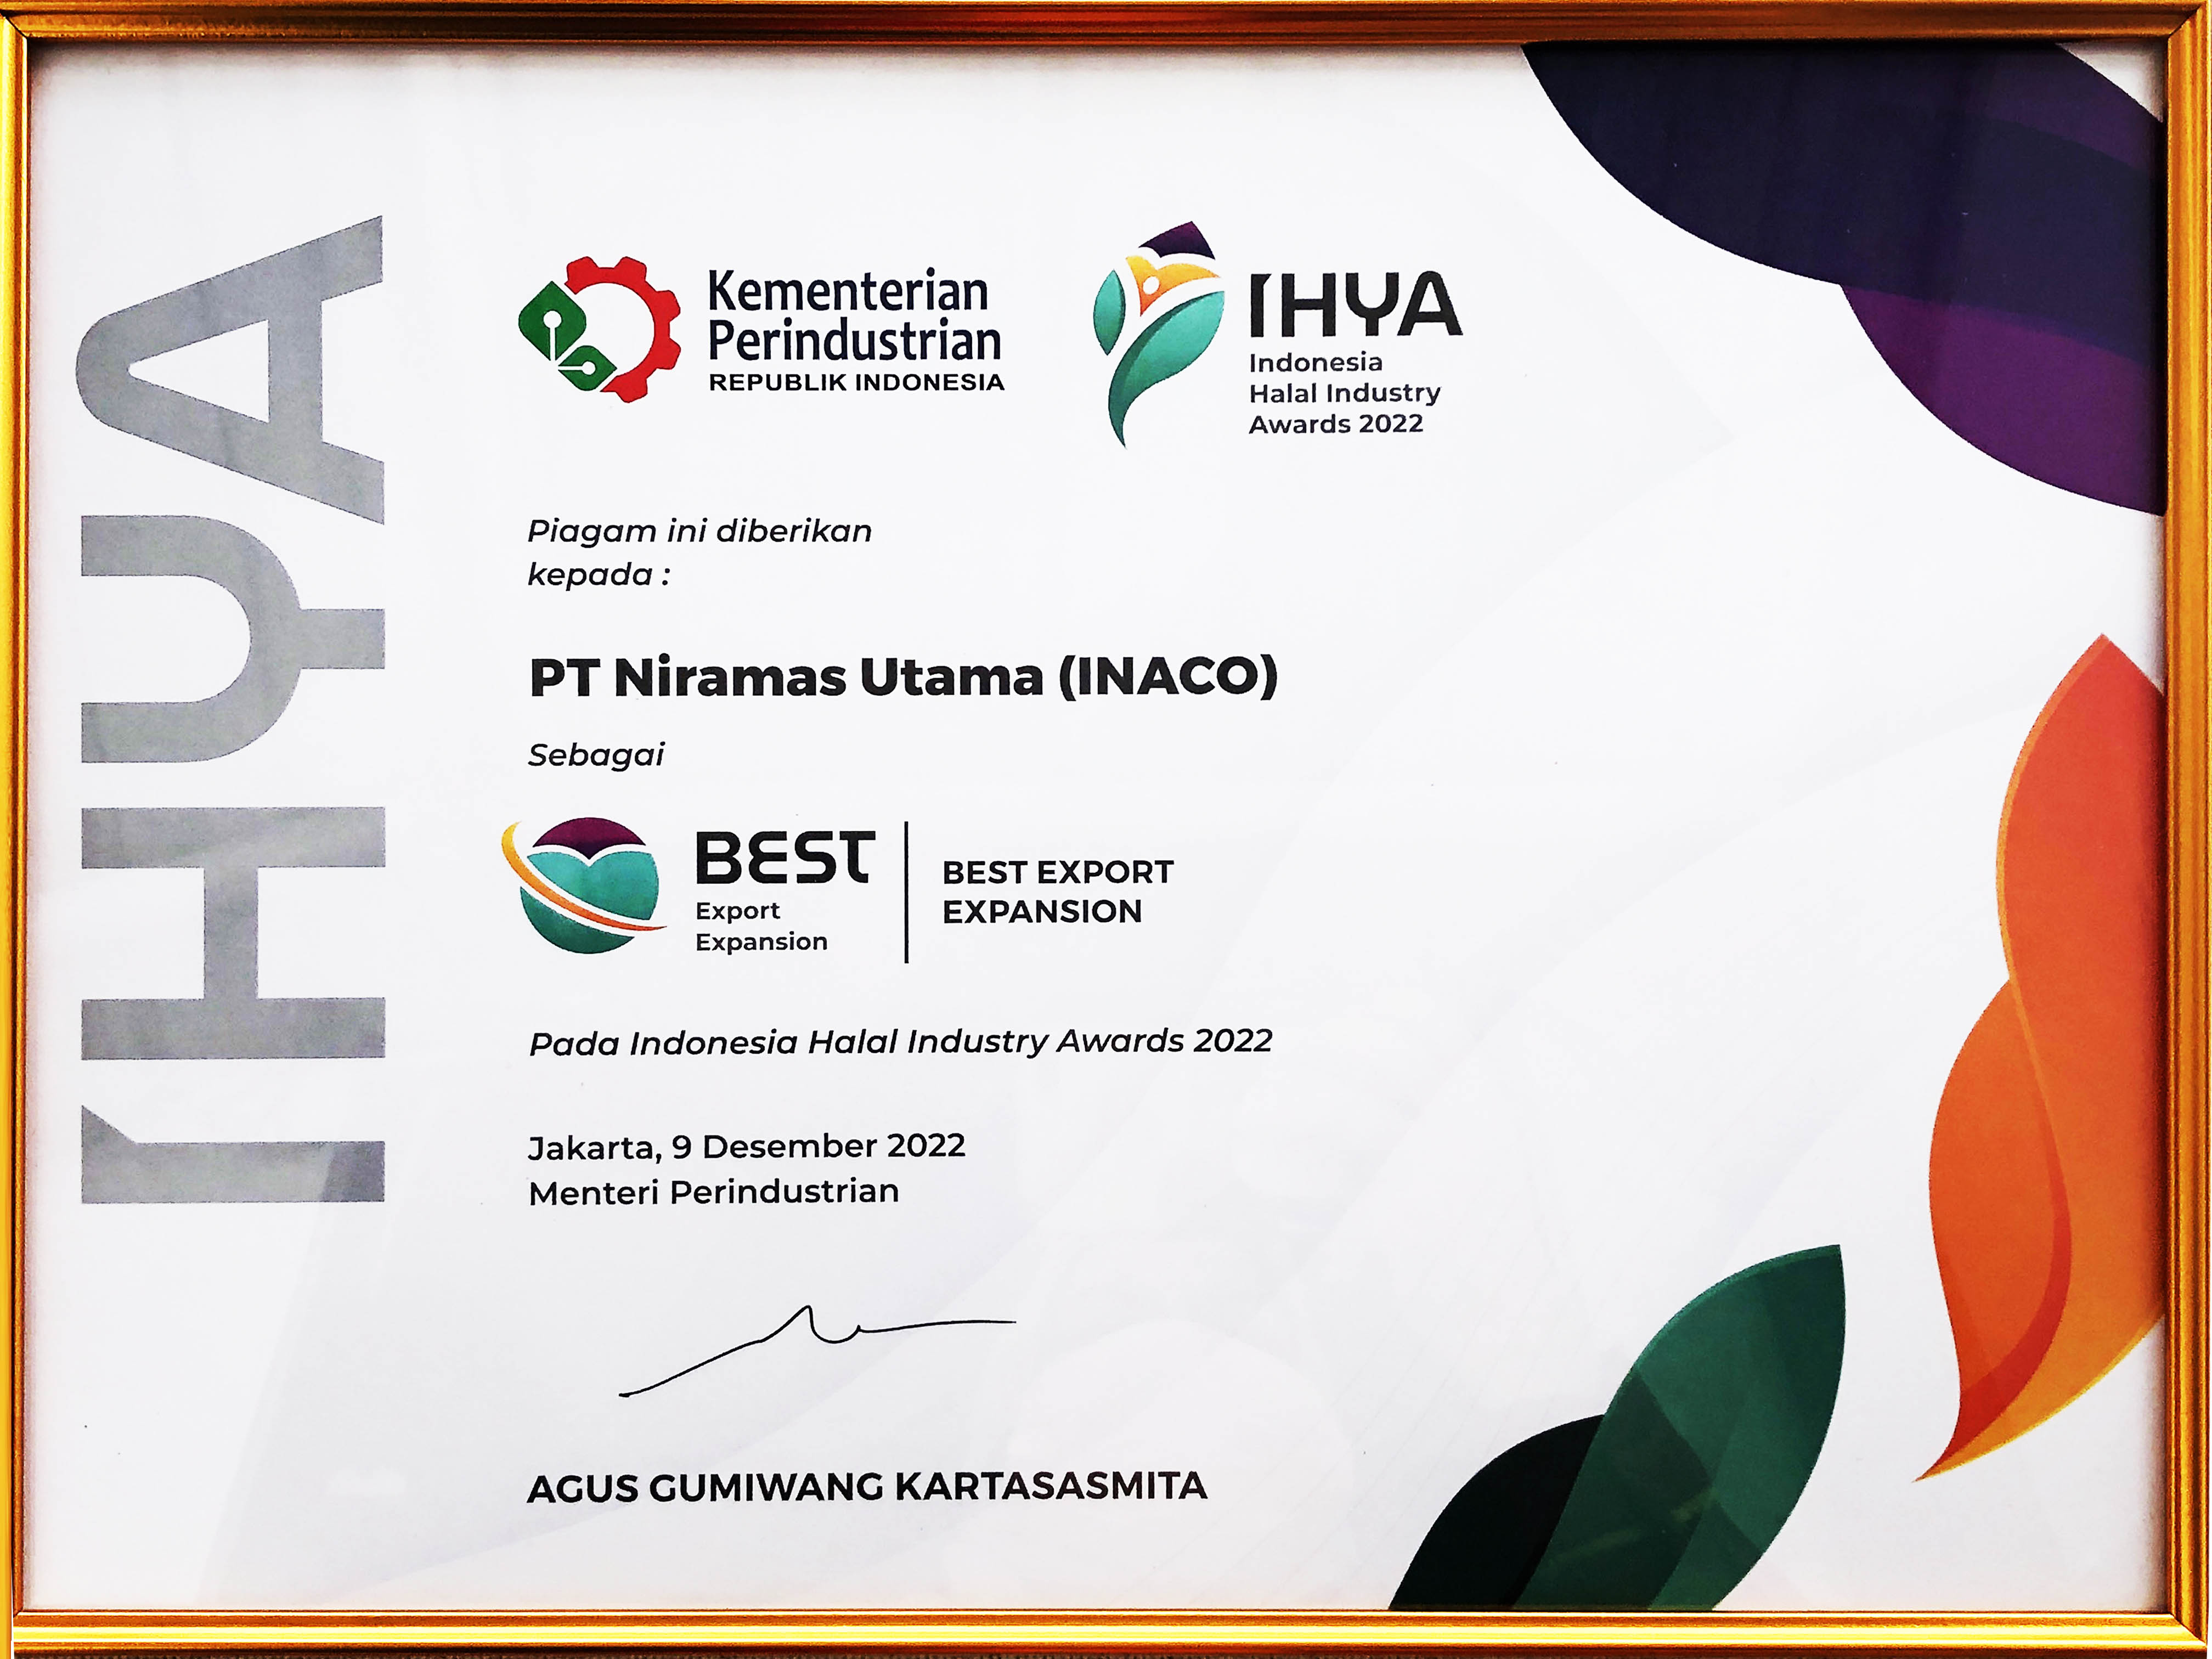 IHYA
Kementerian
Perindustrian
REPUBLIK INDONESIA
IHYA
Indonesia
Halal Industry
Awards 2022
Piagam ini diberikan
kepada :
PT Niramas Utama (INACO)
Sebagai
BEST
Export
Expansion
BEST EXPORT
EXPANSION
Pada Indonesia Halal Industry Awards 2022
Jakarta, 9 Desember 2022
Menteri Perindustrian
AGUS GUMIWANG KARTASASMITA